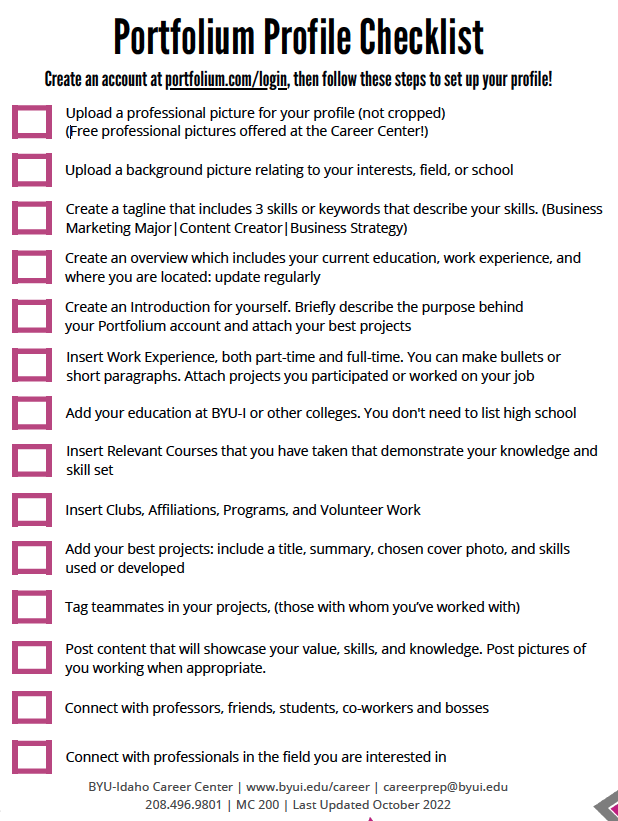 Portfolium Profile Checklist
Create an account at portfolium.com/login, then follow these steps to set up your profile!
Upload a professional picture for your profile (not cropped)
(Free professional pictures offered at the Career Center!)
Upload a background picture relating to your interests, field, or school
Create a tagline that includes 3 skills or keywords that describe your skills. (Business
Marketing Major|Content Creator|Business Strategy)
Create an overview which includes your current education, work experience, and
where you are located: update regularly
Create an Introduction for yourself. Briefly describe the purpose behind
your Portfolium account and attach your best projects
Insert Work Experience, both part-time and full-time. You can make bullets or
short paragraphs. Attach projects you participated or worked on your job
Add your education at BYU-I or other colleges. You don't need to list high school
Insert Relevant Courses that you have taken that demonstrate your knowledge and
skill set
Insert Clubs, Affiliations, Programs, and Volunteer Work
Add your best projects: include a title, summary, chosen cover photo, and skills
used or developed
Tag teammates in your projects, (those with whom you’ve worked with)
Post content that will showcase your value, skills, and knowledge. Post pictures of
you working when appropriate.
Connect with professors, friends, students, co-workers and bosses
Connect with professionals in the field you are interested in
BYU-Idaho Career Center | www.byui.edu/career | careerprep@byui.edu
208.496.9801 | MC 200 | Last Updated October 2022